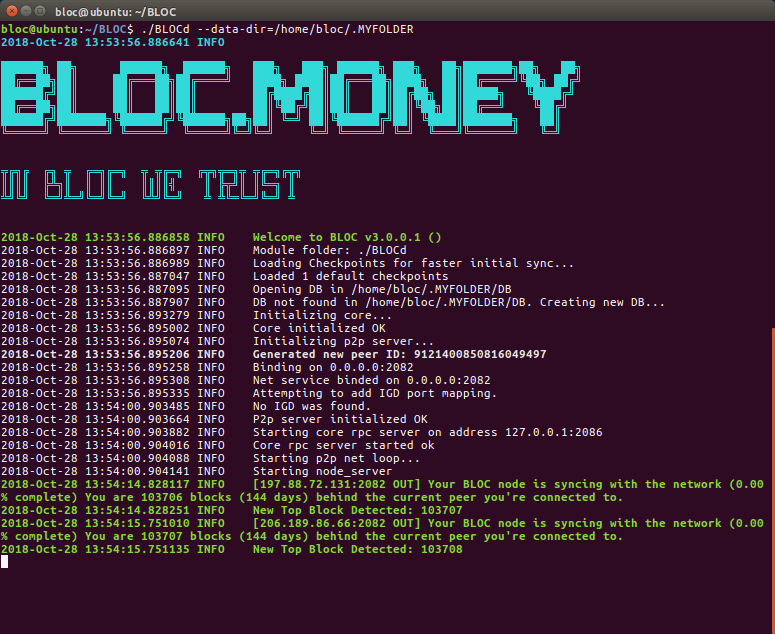 bloc@ubuntu: ~/BLOC
bloc@ubuntu:~/BLOC$ ./BLOCd --data-dir=/home/bloc/.MYFOLDER
2018-Oct-28 13:53:56.886641 INFO
BLOC.MONEY
IN BLOC WE TRUST
2018-Oct-28 13:53:56.886858 INFO    Welcome to BLOC v3.0.0.1 ()
2018-Oct-28 13:53:56.886897 INFO    Module folder: ./BLOCd
2018-Oct-28 13:53:56.886989 INFO    Loading Checkpoints for faster initial sync...
2018-Oct-28 13:53:56.887047 INFO    Loaded 1 default checkpoints
2018-Oct-28 13:53:56.887095 INFO    Opening DB in /home/bloc/.MYFOLDER/DB
2018-Oct-28 13:53:56.887907 INFO    DB not found in /home/bloc/.MYFOLDER/DB. Creating new DB...
2018-Oct-28 13:53:56.893279 INFO    Initializing core...
2018-Oct-28 13:53:56.895002 INFO    Core initialized OK
2018-Oct-28 13:53:56.895074 INFO    Initializing p2p server...
2018-Oct-28 13:53:56.895206 INFO    Generated new peer ID: 9121400850816049497
2018-Oct-28 13:53:56.895258 INFO    Binding on 0.0.0.0:2082
2018-Oct-28 13:53:56.895308 INFO    Net service binded on 0.0.0.0:2082
2018-Oct-28 13:53:56.895335 INFO    Attempting to add IGD port mapping.
2018-Oct-28 13:54:00.903485 INFO    No IGD was found.
2018-Oct-28 13:54:00.903664 INFO    P2p server initialized OK
2018-Oct-28 13:54:00.903882 INFO    Starting core rpc server on address 127.0.0.1:2086
2018-Oct-28 13:54:00.904016 INFO    Core rpc server started ok
2018-Oct-28 13:54:00.904088 INFO    Starting p2p net loop...
2018-Oct-28 13:54:00.904141 INFO    Starting node_server
2018-Oct-28 13:54:14.828117 INFO    [197.88.72.131:2082 OUT] Your BLOC node is syncing with the network (0.00
% complete) You are 103706 blocks (144 days) behind the current peer you're connected to.
2018-Oct-28 13:54:14.828251 INFO    New Top Block Detected: 103707
2018-Oct-28 13:54:15.751010 INFO    [206.189.86.66:2082 OUT] Your BLOC node is syncing with the network (0.00
% complete) You are 103707 blocks (144 days) behind the current peer you're connected to.
2018-Oct-28 13:54:15.751135 INFO    New Top Block Detected: 103708